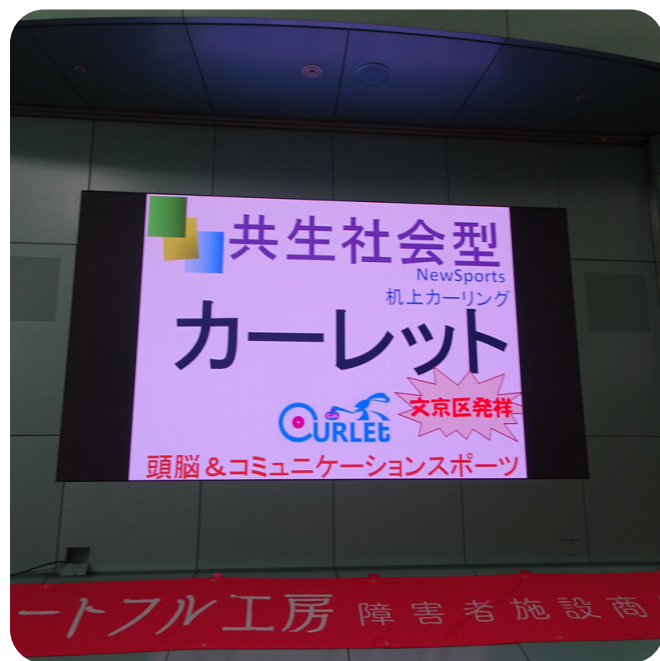 共生社会型
NewSports
机上カーリング
カーレット
文京区発祥
CURLEt
頭脳&コミュニケーションスポーツ
ートフル工房 障害者施設商